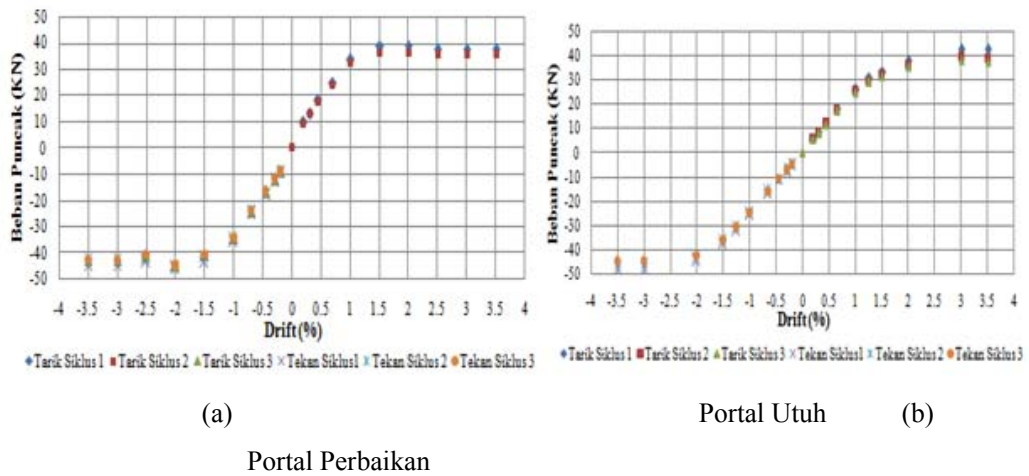 50
40
30
20
10
0
-10
-20
-30
-40
-50
Beban Puncak (KN)
-4 -3.5 -3 -2.5 -2 -1.5 -1 -0.5 0 0.5 1 1.5 2 2.5 3 3.5 4
Drift(%)
Tarik Siklus 1 Tarik Siklus 2 Tarik Siklus 3 Tekan Siklus1 Tekan Siklus 2 Tekan Siklus 3
50
40
30
20
10
0
-10
-20
-30
-40
-50
Beban Puncak (KN)
-4 -3.5 -3 -2.5 -2 -1.5 -1 -0.5 0 0.5 1 1.5 2 2.5 3 3.5 4
Drift(%)
Tarik Siklus 1 Tarik Siklus 2 Tarik Siklus 3 Tekan Siklus1 Tekan Siklus 2 Tekan Siklus 3
(a) Portal Utuh (b)
Portal Perbaikan